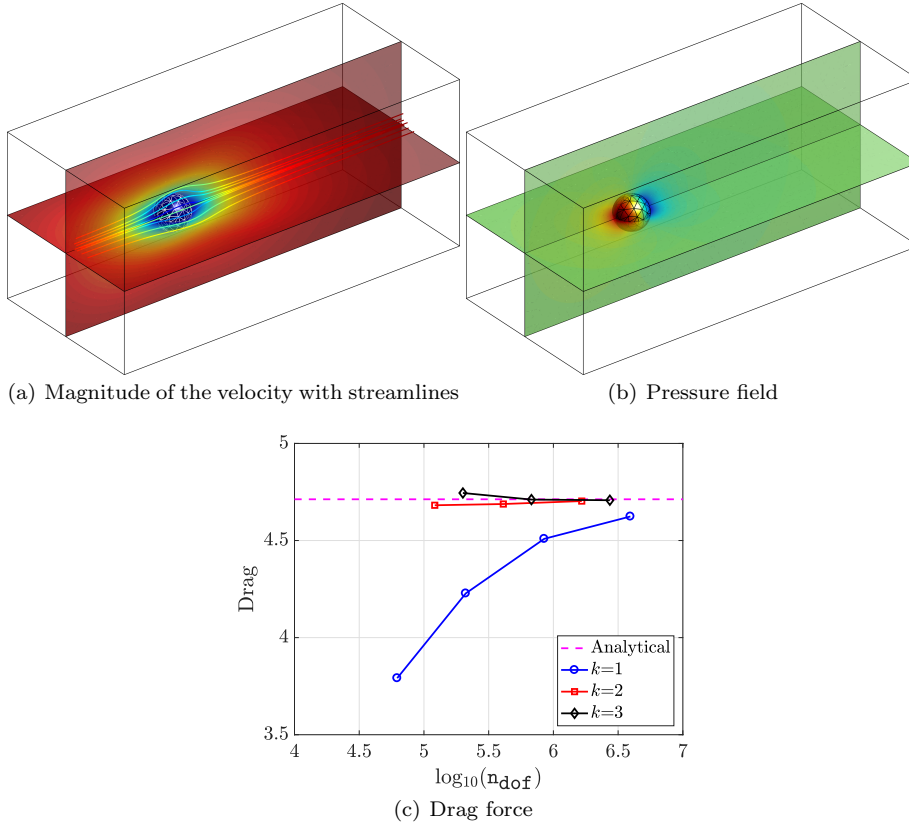 (a) Magnitude of the velocity with streamlines
(b) Pressure field
5
4.5
4
3.5
Drag
Analytical
k=1
k=2
k=3
4 4.5 5 5.5 6 6.5 7
log₁₀(n_dof)
(c) Drag force